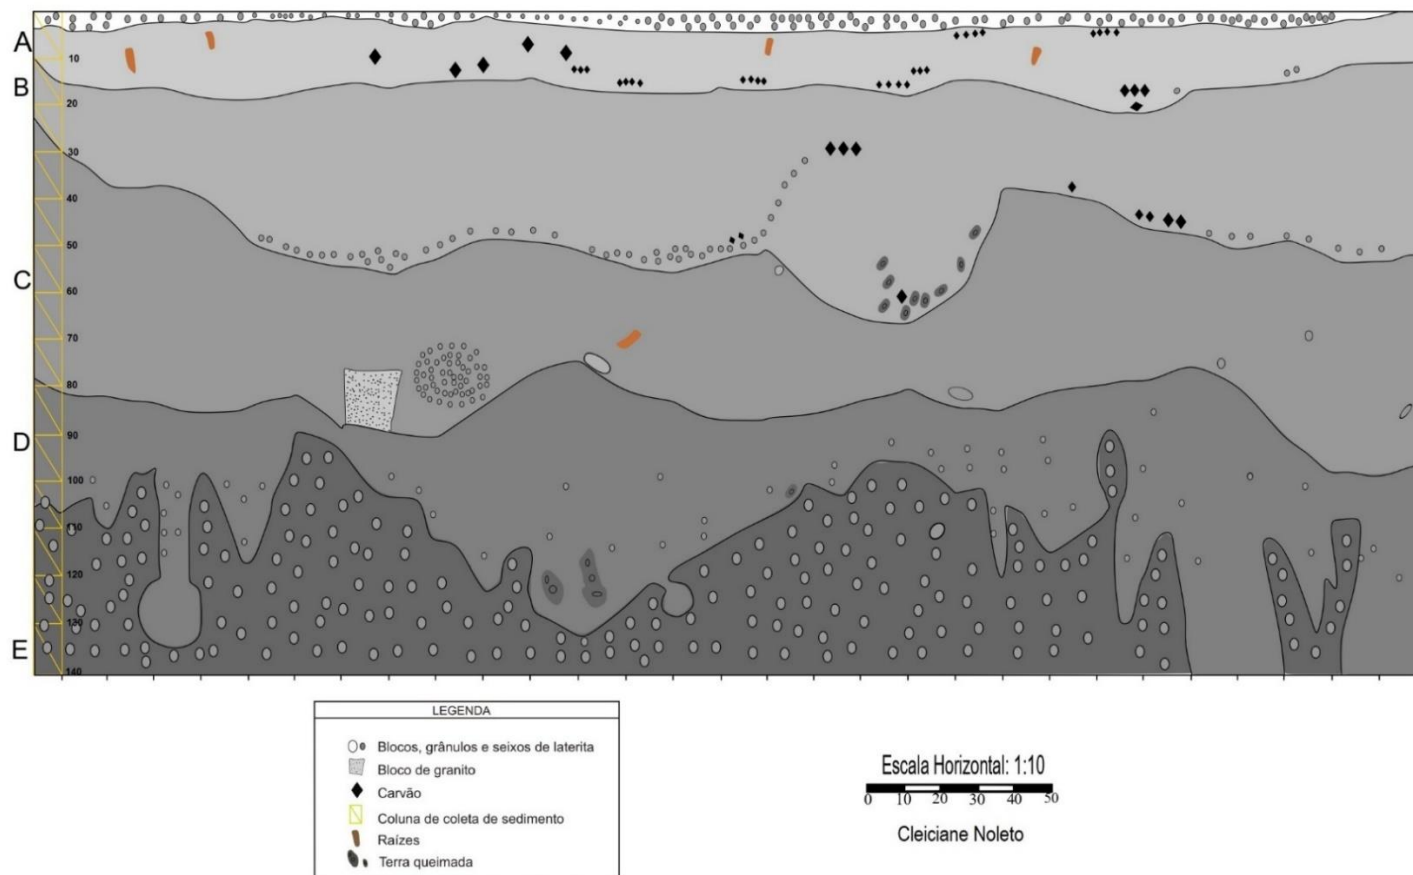 A
10
B
20
30
40
50
C
60
70
80
D
90
100
110
120
130
E
140
LEGENDA
Blocos, grânulos e seixos de laterita
Bloco de granito
Carvão
Coluna de coleta de sedimento
Raízes
Terra queimada
Escala Horizontal: 1:10
0 10 20 30 40 50
Cleiciane Noleto